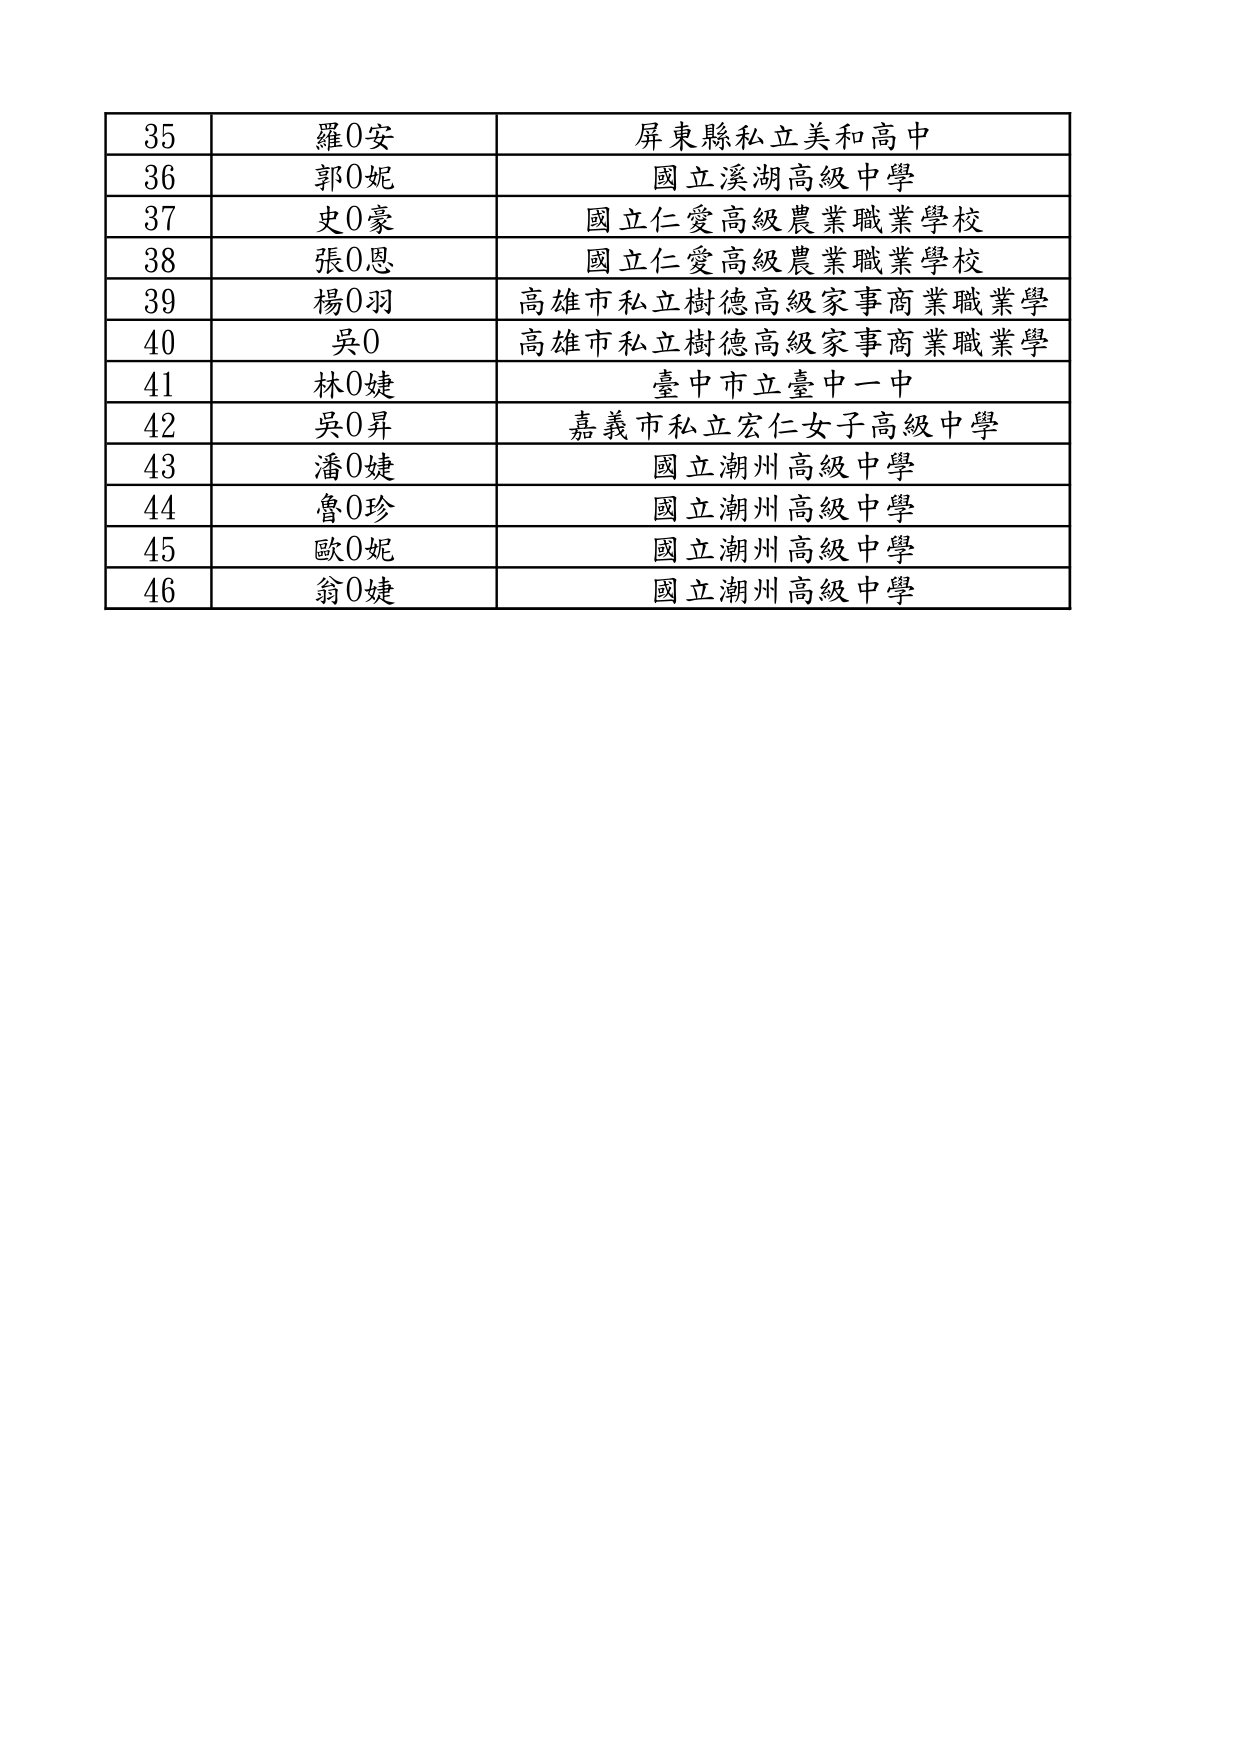 35 羅O安 屏東縣私立美和高中
36 郭O妮 國立溪湖高級中學
37 史O豪 國立仁愛高級農業職業學校
38 張O恩 國立仁愛高級農業職業學校
39 楊O羽 高雄市私立樹德高級家事商業職業學
40 吳O 高雄市私立樹德高級家事商業職業學
41 林O婕 臺中市立臺中一中
42 吳O昇 嘉義市私立宏仁女子高級中學
43 潘O婕 國立潮州高級中學
44 魯O珍 國立潮州高級中學
45 歐O妮 國立潮州高級中學
46 翁O婕 國立潮州高級中學